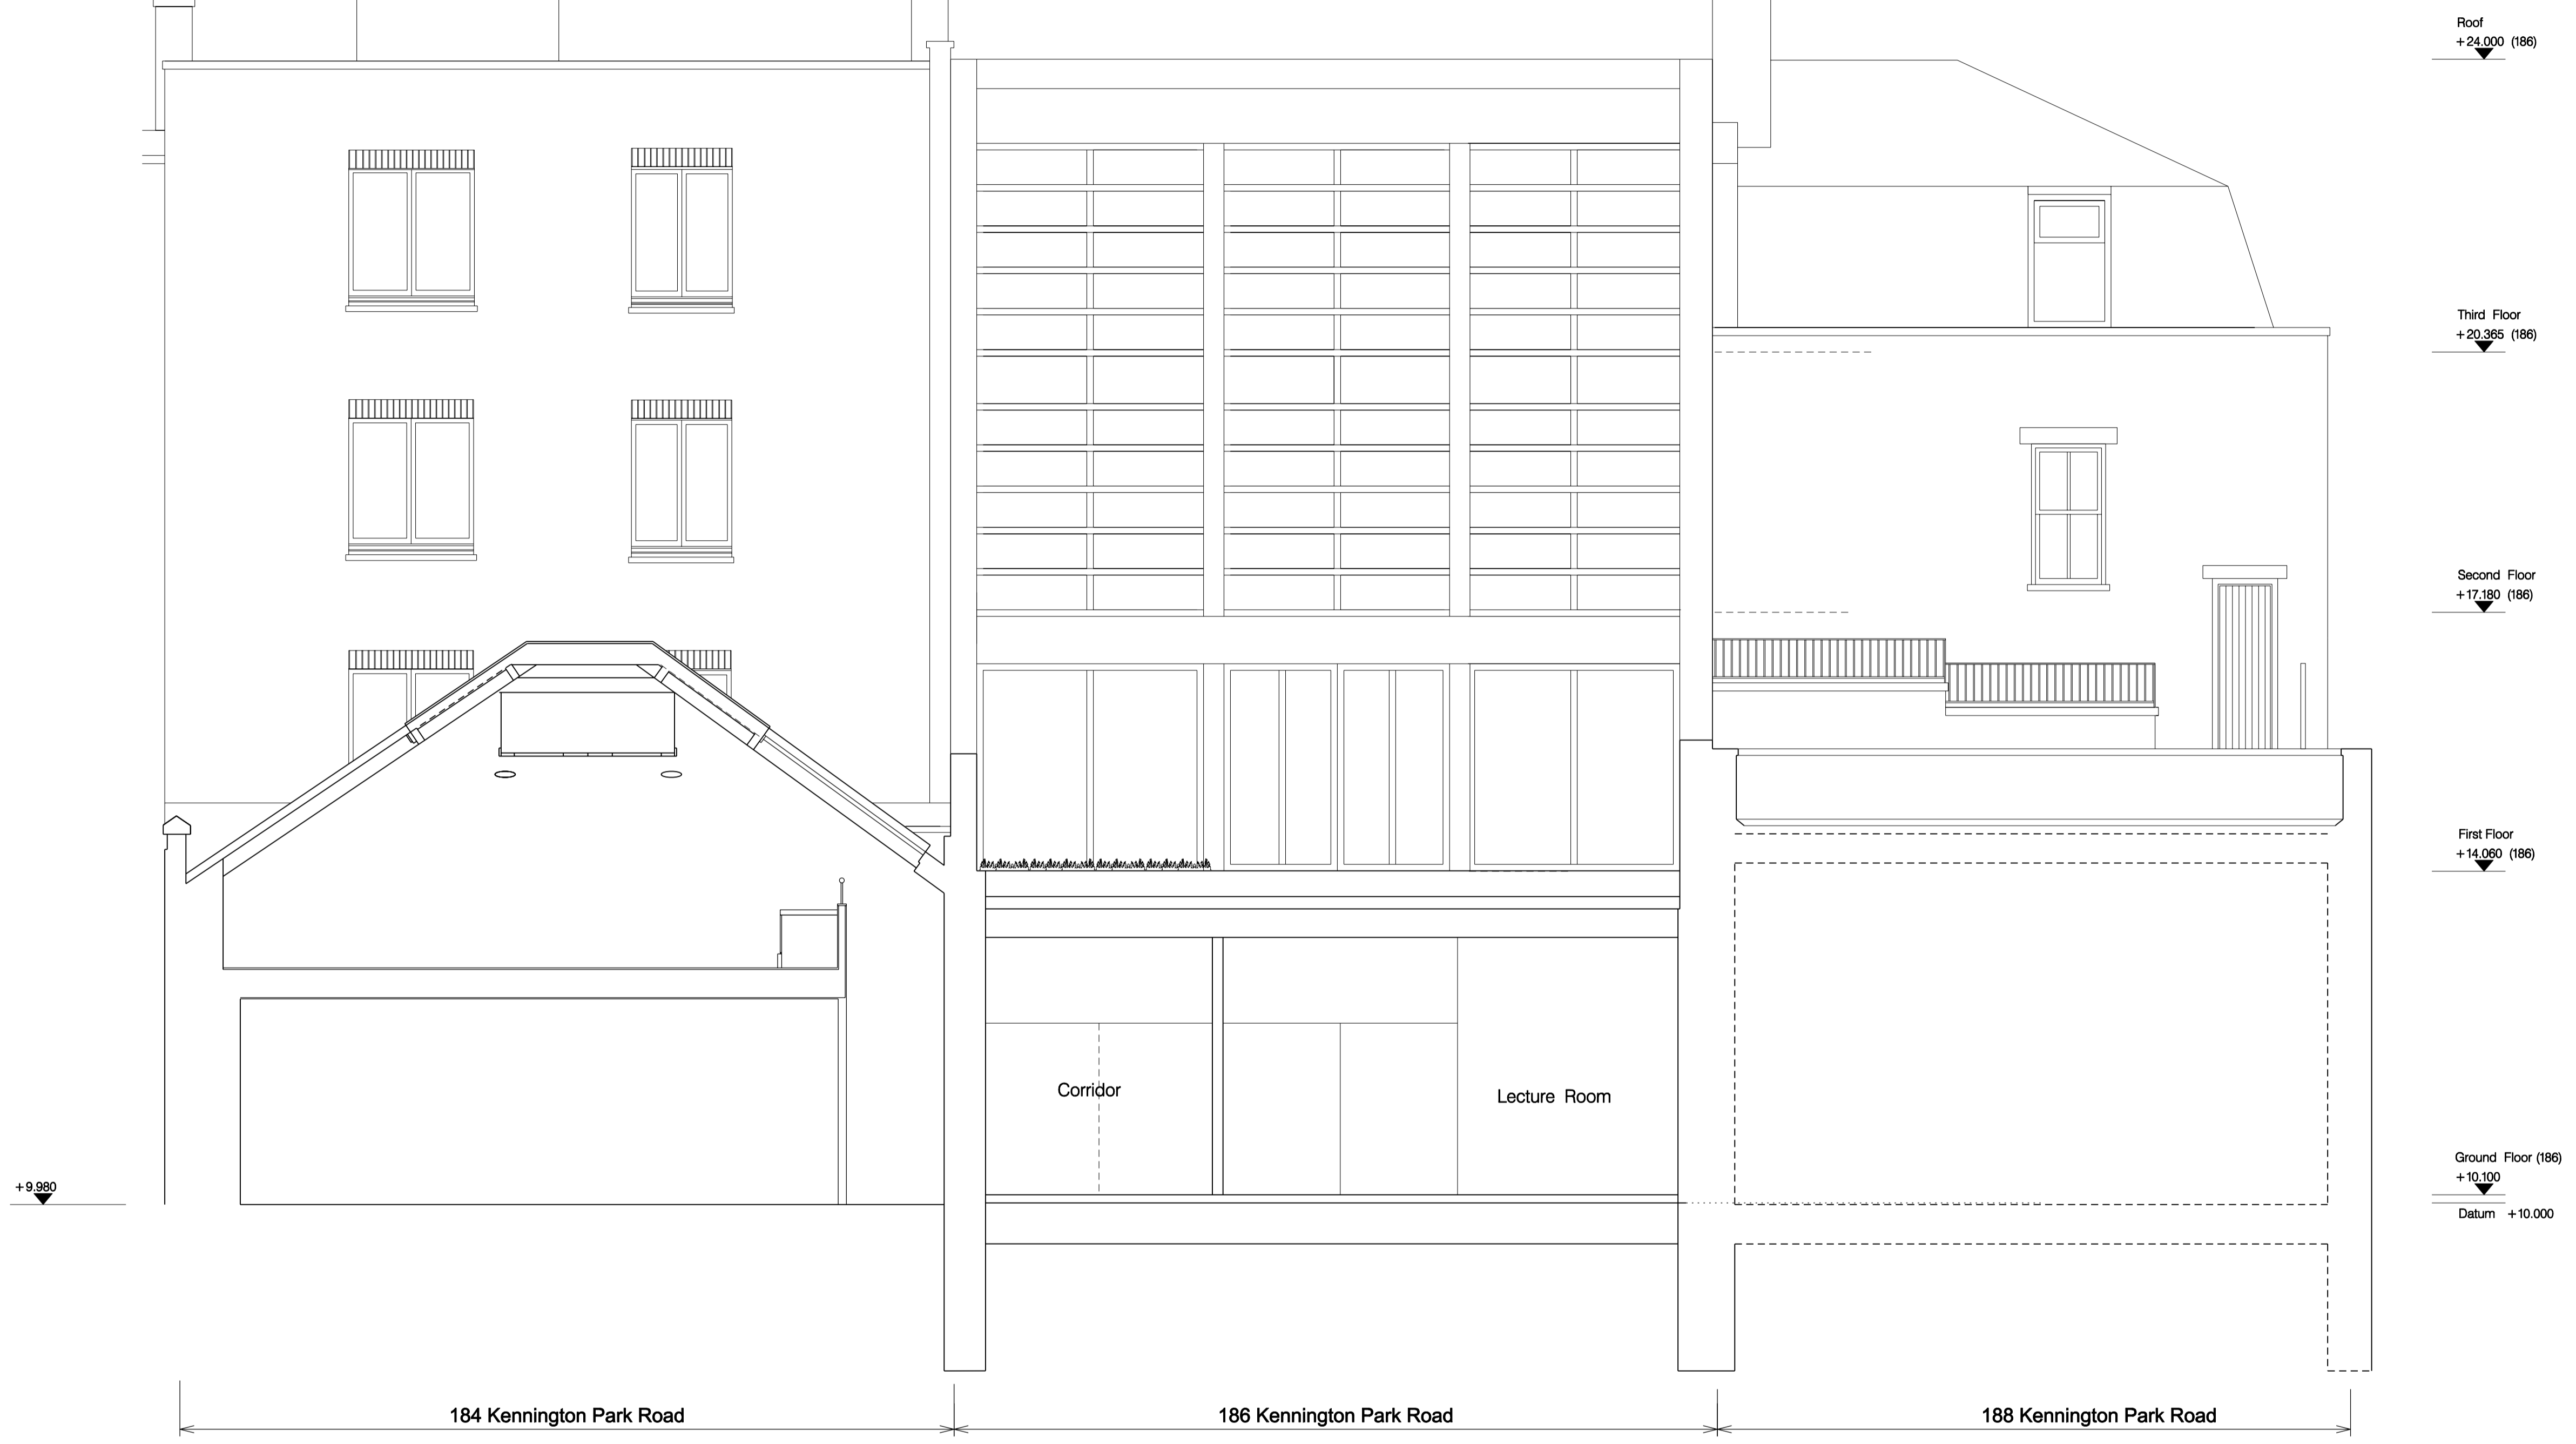 Roof
+24.000 (186)
Third Floor
+20.365 (186)
Second Floor
+17.180 (186)
First Floor
+14.060 (186)
Corridor
Lecture Room
Ground Floor (186)
+10.100
+9.980
Datum +10.000
184 Kennington Park Road
186 Kennington Park Road
188 Kennington Park Road